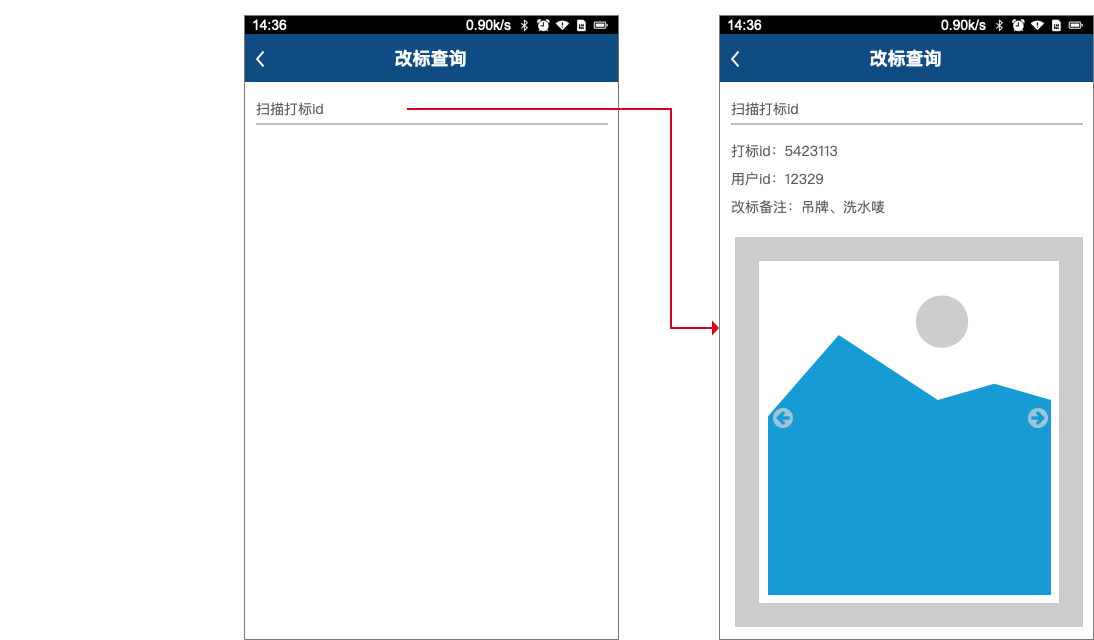 14:36 0.90k/s
改标查询
扫描打标id
14:36 0.90k/s
改标查询
扫描打标id
打标id：5423113
用户id：12329
改标备注：吊牌、洗水唛